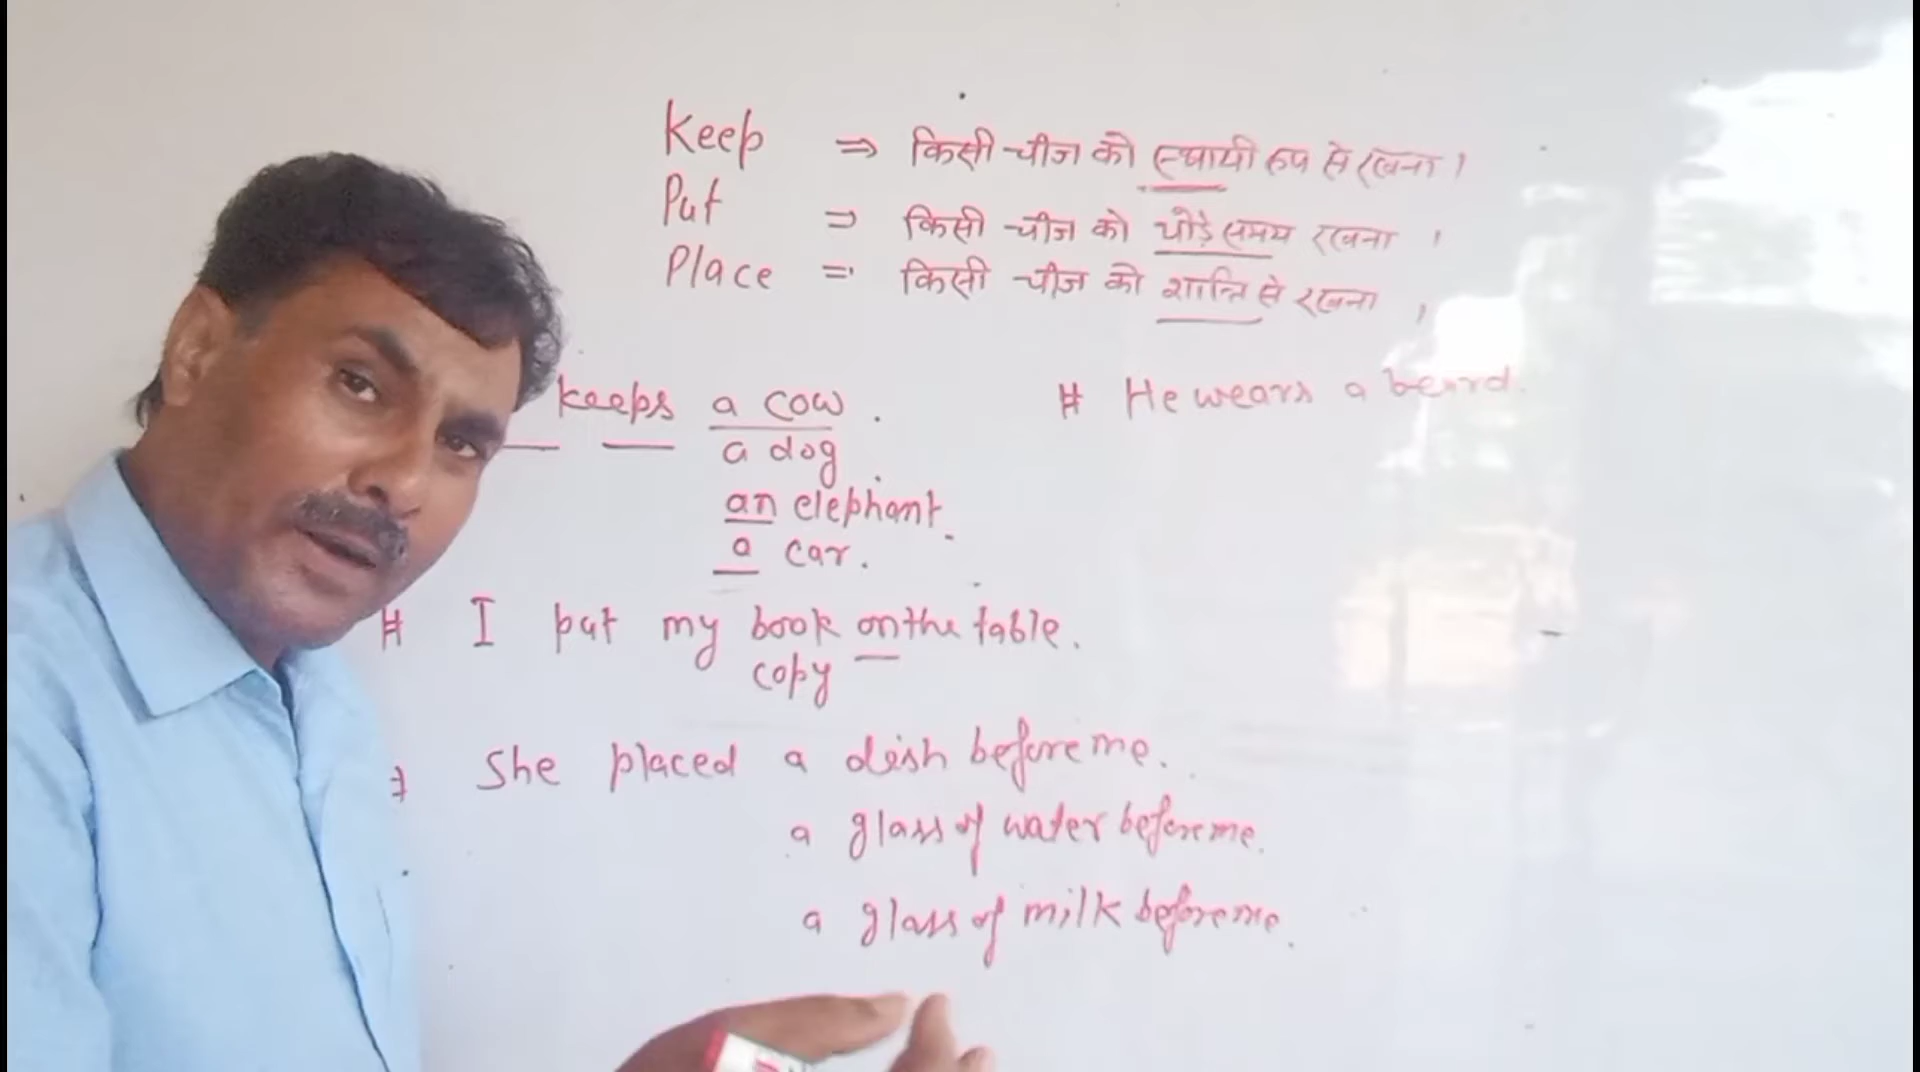 Keep ⇒ किसी चीज को स्थायी रुप से रखना ।
Put ⇒ किसी चीज को थोड़े समय रखना ।
Place = किसी चीज को शान्ति से रखना ,
keeps a cow . # He wears a beard.
a dog .
an elephant.
a car.
# I put my book on the table.
copy
She placed a dish before me.
a glass of water before me.
a glass of milk before me.